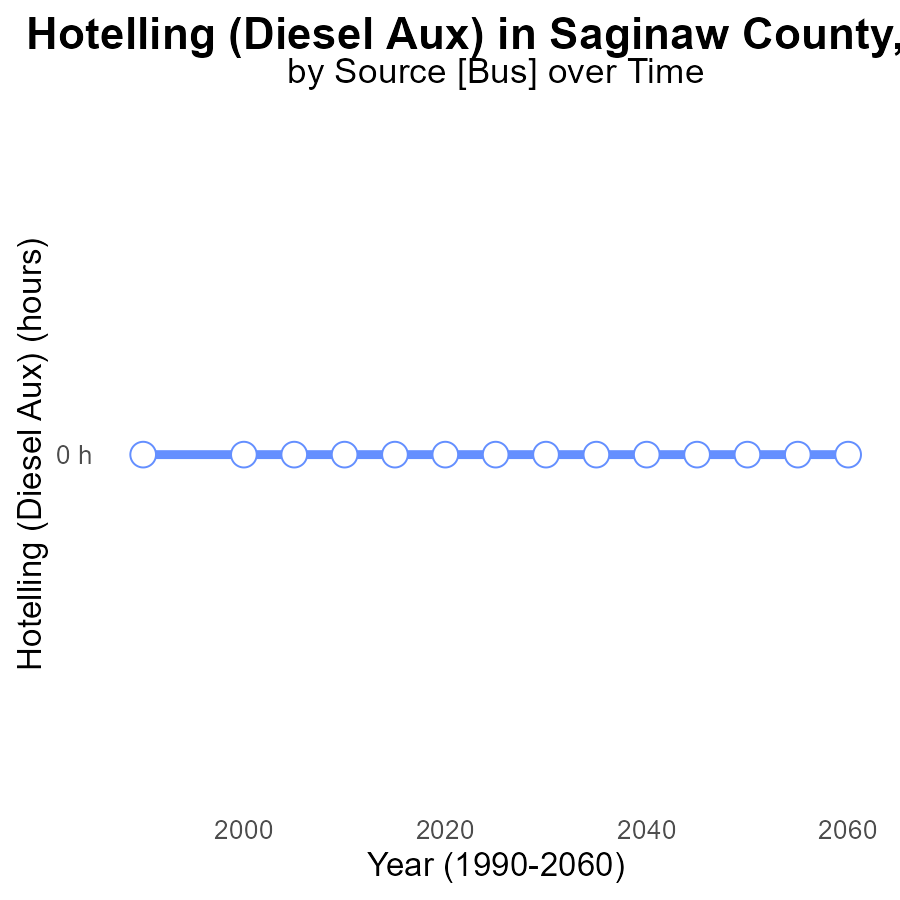 Hotelling (Diesel Aux) in Saginaw County,
by Source [Bus] over Time
Hotelling (Diesel Aux) (hours)
0 h
2000 2020 2040 2060
Year (1990-2060)